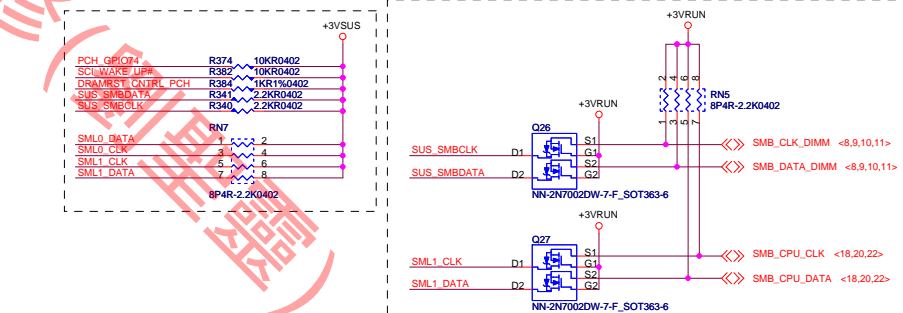 +3VSUS
PCH_GPIO74 R374 10KR0402
SCI_WAKE_UP# R382 10KR0402
DRAMRST_CNTRL_PCH R384 1KR1%0402
SUS_SMBDATA R341 2.2KR0402
SUS_SMBCLK R340 2.2KR0402
RN7
SML0_DATA 1 2
SML0_CLK 3 4
SML1_CLK 5 6
SML1_DATA 7 8
8P4R-2.2K0402
+3VRUN
2 4 6 8
RN5
8P4R-2.2K0402
1 3 5 7
+3VRUN
Q26
SUS_SMBCLK D1 S1 SMB_CLK_DIMM <8,9,10,11>
G1
S2 SMB_DATA_DIMM <8,9,10,11>
SUS_SMBDATA D2 G2
NN-2N7002DW-7-F_SOT363-6
+3VRUN
Q27
S1 SMB_CPU_CLK <18,20,22>
SML1_CLK D1 G1
S2 SMB_CPU_DATA <18,20,22>
SML1_DATA D2 G2
NN-2N7002DW-7-F_SOT363-6